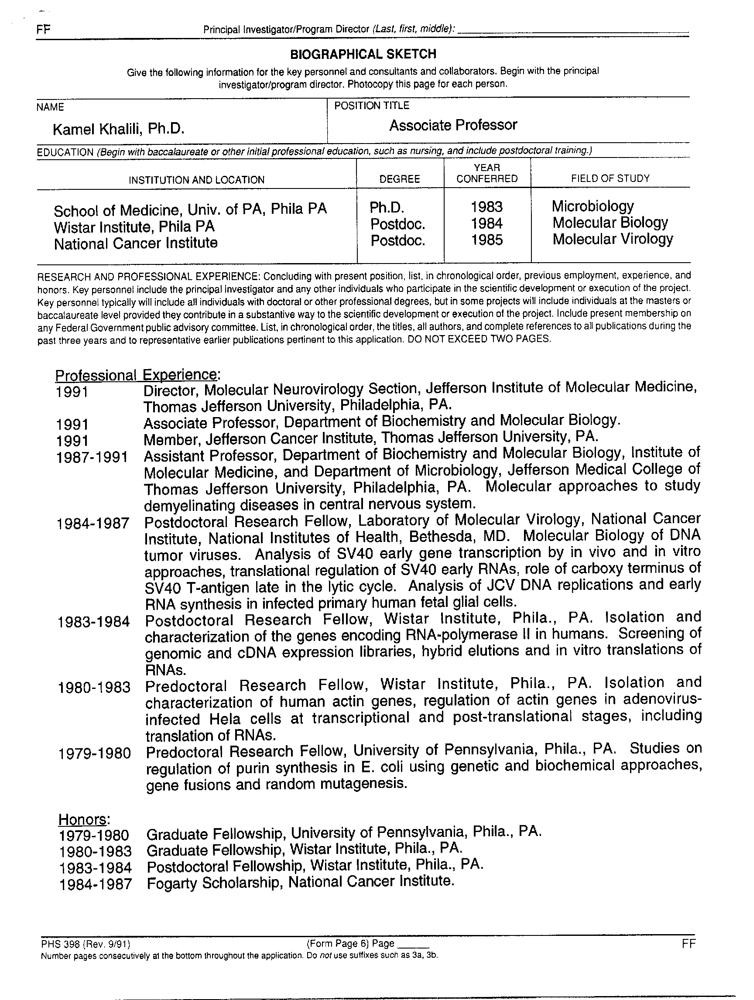 FF Principal Investigator/Program Director (Last, first, middle):
BIOGRAPHICAL SKETCH
Give the following information for the key personnel and consultants and collaborators. Begin with the principal
investigator/program director. Photocopy this page for each person.
NAME POSITION TITLE
Kamel Khalili, Ph.D. Associate Professor
EDUCATION (Begin with baccalaureate or other initial professional education, such as nursing, and include postdoctoral training.)
INSTITUTION AND LOCATION DEGREE YEAR CONFERRED FIELD OF STUDY
School of Medicine, Univ. of PA, Phila PA Ph.D. 1983 Microbiology
Wistar Institute, Phila PA Postdoc. 1984 Molecular Biology
National Cancer Institute Postdoc. 1985 Molecular Virology
RESEARCH AND PROFESSIONAL EXPERIENCE: Concluding with present position, list, in chronological order, previous employment, experience, and
honors. Key personnel include the principal investigator and any other individuals who participate in the scientific development or execution of the project.
Key personnel typically will include all individuals with doctoral or other professional degrees, but in some projects will include individuals at the masters or
baccalaureate level provided they contribute in a substantive way to the scientific development or execution of the project. Include present membership on
any Federal Government public advisory committee. List, in chronological order, the titles, all authors, and complete references to all publications during the
past three years and to representative earlier publications pertinent to this application. DO NOT EXCEED TWO PAGES.
Professional Experience:
1991 Director, Molecular Neurovirology Section, Jefferson Institute of Molecular Medicine,
Thomas Jefferson University, Philadelphia, PA.
1991 Associate Professor, Department of Biochemistry and Molecular Biology.
1991 Member, Jefferson Cancer Institute, Thomas Jefferson University, PA.
1987-1991 Assistant Professor, Department of Biochemistry and Molecular Biology, Institute of
Molecular Medicine, and Department of Microbiology, Jefferson Medical College of
Thomas Jefferson University, Philadelphia, PA. Molecular approaches to study
demyelinating diseases in central nervous system.
1984-1987 Postdoctoral Research Fellow, Laboratory of Molecular Virology, National Cancer
Institute, National Institutes of Health, Bethesda, MD. Molecular Biology of DNA
tumor viruses. Analysis of SV40 early gene transcription by in vivo and in vitro
approaches, translational regulation of SV40 early RNAs, role of carboxy terminus of
SV40 T-antigen late in the lytic cycle. Analysis of JCV DNA replications and early
RNA synthesis in infected primary human fetal glial cells.
1983-1984 Postdoctoral Research Fellow, Wistar Institute, Phila., PA. Isolation and
characterization of the genes encoding RNA-polymerase II in humans. Screening of
genomic and cDNA expression libraries, hybrid elutions and in vitro translations of
RNAs.
1980-1983 Predoctoral Research Fellow, Wistar Institute, Phila., PA. Isolation and
characterization of human actin genes, regulation of actin genes in adenovirus-
infected Hela cells at transcriptional and post-translational stages, including
translation of RNAs.
1979-1980 Predoctoral Research Fellow, University of Pennsylvania, Phila., PA. Studies on
regulation of purin synthesis in E. coli using genetic and biochemical approaches,
gene fusions and random mutagenesis.
Honors:
1979-1980 Graduate Fellowship, University of Pennsylvania, Phila., PA.
1980-1983 Graduate Fellowship, Wistar Institute, Phila., PA.
1983-1984 Postdoctoral Fellowship, Wistar Institute, Phila., PA.
1984-1987 Fogarty Scholarship, National Cancer Institute.
PHS 398 (Rev. 9/91) (Form Page 6) Page FF
Number pages consecutively at the bottom throughout the application. Do not use suffixes such as 3a, 3b.